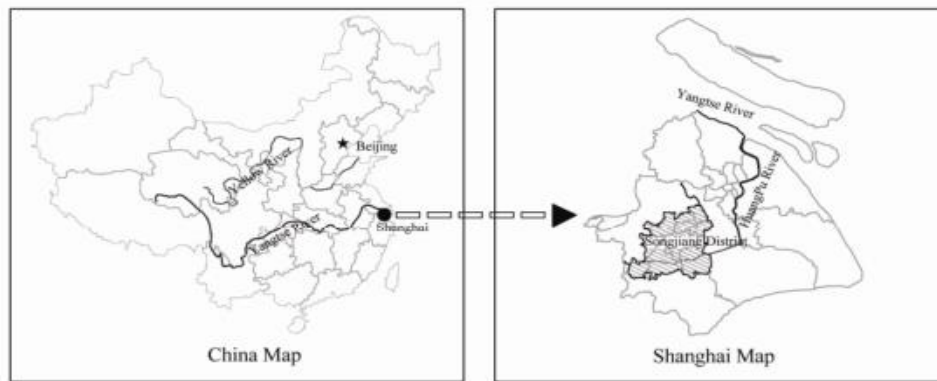 Beijing
Yellow River
Yangtse River
Shanghai
China Map
Yangtse River
HuangPu River
Songjiang District
Shanghai Map